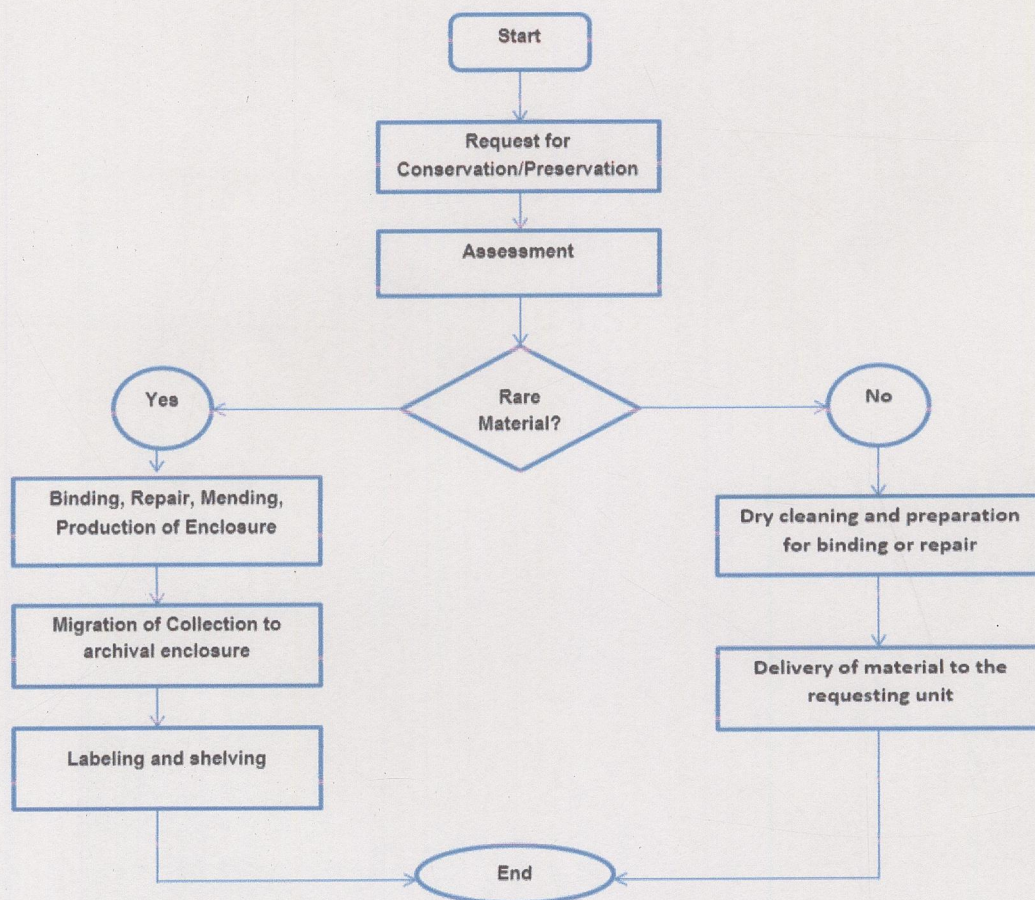 Start
Request for
Conservation/Preservation
Assessment
Rare
Material?
Yes
No
Binding, Repair, Mending,
Production of Enclosure
Dry cleaning and preparation
for binding or repair
Migration of Collection to
archival enclosure
Delivery of material to the
requesting unit
Labeling and shelving
End